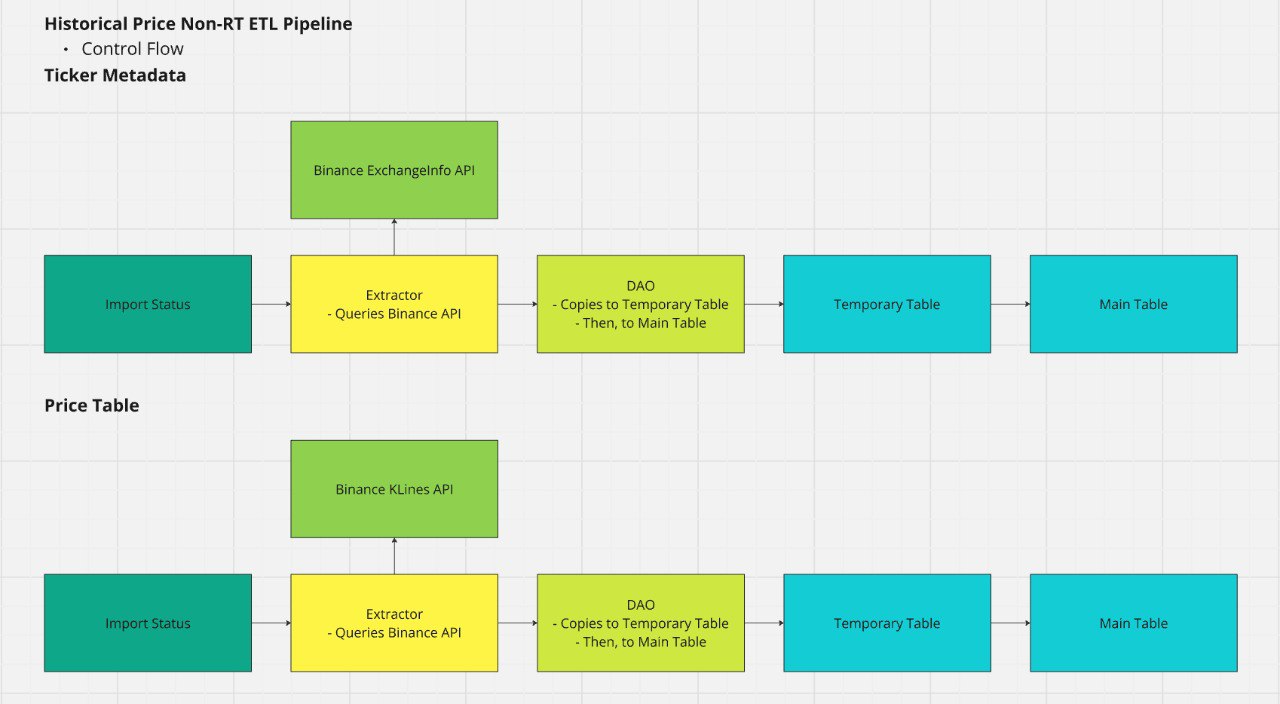 Historical Price Non-RT ETL Pipeline
• Control Flow
Ticker Metadata
Binance ExchangeInfo API
Import Status
Extractor
- Queries Binance API
DAO
- Copies to Temporary Table
- Then, to Main Table
Temporary Table
Main Table
Price Table
Binance KLines API
Import Status
Extractor
- Queries Binance API
DAO
- Copies to Temporary Table
- Then, to Main Table
Temporary Table
Main Table